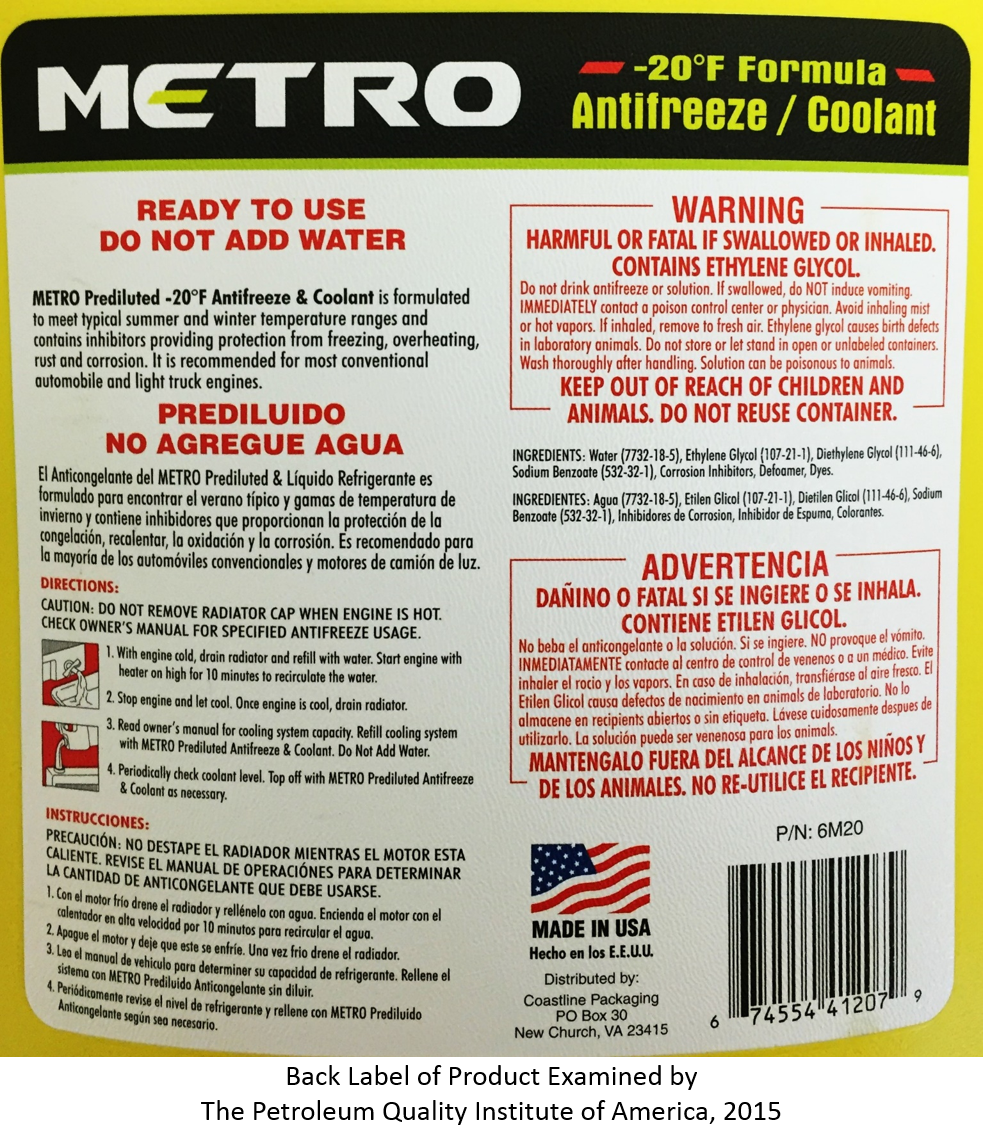 METRO
-20°F Formula
Antifreeze / Coolant
READY TO USE
DO NOT ADD WATER
METRO Prediluted -20°F Antifreeze & Coolant is formulated
to meet typical summer and winter temperature ranges and
contains inhibitors providing protection from freezing, overheating,
rust and corrosion. It is recommended for most conventional
automobile and light truck engines.
PREDILUIDO
NO AGREGUE AGUA
El Anticongelante del METRO Prediluted & Líquido Refrigerante es
formulado para encontrar el verano típico y gamas de temperatura de
invierno y contiene inhibidores que proporcionan la protección de la
congelación, recalentar, la oxidación y la corrosión. Es recomendado para
la mayoría de los automóviles convencionales y motores de camión de luz.
DIRECTIONS:
CAUTION: DO NOT REMOVE RADIATOR CAP WHEN ENGINE IS HOT.
CHECK OWNER'S MANUAL FOR SPECIFIED ANTIFREEZE USAGE.
1. With engine cold, drain radiator and refill with water. Start engine with
heater on high for 10 minutes to recirculate the water.
2. Stop engine and let cool. Once engine is cool, drain radiator.
3. Read owner's manual for cooling system capacity. Refill cooling system
with METRO Prediluted Antifreeze & Coolant. Do Not Add Water.
4. Periodically check coolant level. Top off with METRO Prediluted Antifreeze
& Coolant as necessary.
INSTRUCCIONES:
PRECAUCIÓN: NO DESTAPE EL RADIADOR MIENTRAS EL MOTOR ESTA
CALIENTE. REVISE EL MANUAL DE OPERACIÓNES PARA DETERMINAR
LA CANTIDAD DE ANTICONGELANTE QUE DEBE USARSE.
1. Con el motor frío drene el radiador y rellénelo con agua. Encienda el motor con el
calentador en alta velocidad por 10 minutos para recircular el agua.
2. Apague el motor y deje que este se enfríe. Una vez frio drene el radiador.
3. Lea el manual de vehiculo para determiner su capacidad de refrigerante. Rellene el
sistema con METRO Prediluido Anticongelante sin diluir.
4. Periódicamente revise el nivel de refrigerante y rellene con METRO Prediluido
Anticongelante según sea necesario.
WARNING
HARMFUL OR FATAL IF SWALLOWED OR INHALED.
CONTAINS ETHYLENE GLYCOL.
Do not drink antifreeze or solution. If swallowed, do NOT induce vomiting.
IMMEDIATELY contact a poison control center or physician. Avoid inhaling mist
or hot vapors. If inhaled, remove to fresh air. Ethylene glycol causes birth defects
in laboratory animals. Do not store or let stand in open or unlabeled containers.
Wash thoroughly after handling. Solution can be poisonous to animals.
KEEP OUT OF REACH OF CHILDREN AND
ANIMALS. DO NOT REUSE CONTAINER.
INGREDIENTS: Water (7732-18-5), Ethylene Glycol (107-21-1), Diethylene Glycol (111-46-6),
Sodium Benzoate (532-32-1), Corrosion Inhibitors, Defoamer, Dyes.
INGREDIENTES: Agua (7732-18-5), Etilen Glicol (107-21-1), Dietilen Glicol (111-46-6), Sodium
Benzoate (532-32-1), Inhibidores de Corrosion, Inhibidor de Espuma, Colorantes.
ADVERTENCIA
DAÑINO O FATAL SI SE INGIERE O SE INHALA.
CONTIENE ETILEN GLICOL.
No beba el anticongelante o la solución. Si se ingiere. NO provoque el vómito.
INMEDIATAMENTE contacte al centro de control de venenos o a un médico. Evite
inhaler el rocio y los vapors. En caso de inhalación, transfiérase al aire fresco. El
Etilen Glicol causa defectos de nacimiento en animals de laboratorio. No lo
almacene en recipients abiertos o sin etiqueta. Lávese cuidosamente despues de
utilizarlo. La solución puede ser venenosa para los animals.
MANTENGALO FUERA DEL ALCANCE DE LOS NIÑOS Y
DE LOS ANIMALES. NO RE-UTILICE EL RECIPIENTE.
P/N: 6M20
MADE IN USA
Hecho en los E.E.U.U.
Distributed by:
Coastline Packaging
PO Box 30
New Church, VA 23415
6 74554 41207 9
Back Label of Product Examined by
The Petroleum Quality Institute of America, 2015